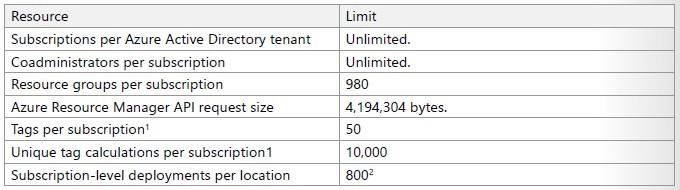 Resource Limit
Subscriptions per Azure Active Directory tenant Unlimited.
Coadministrators per subscription Unlimited.
Resource groups per subscription 980
Azure Resource Manager API request size 4,194,304 bytes.
Tags per subscription¹ 50
Unique tag calculations per subscription1 10,000
Subscription-level deployments per location 800²